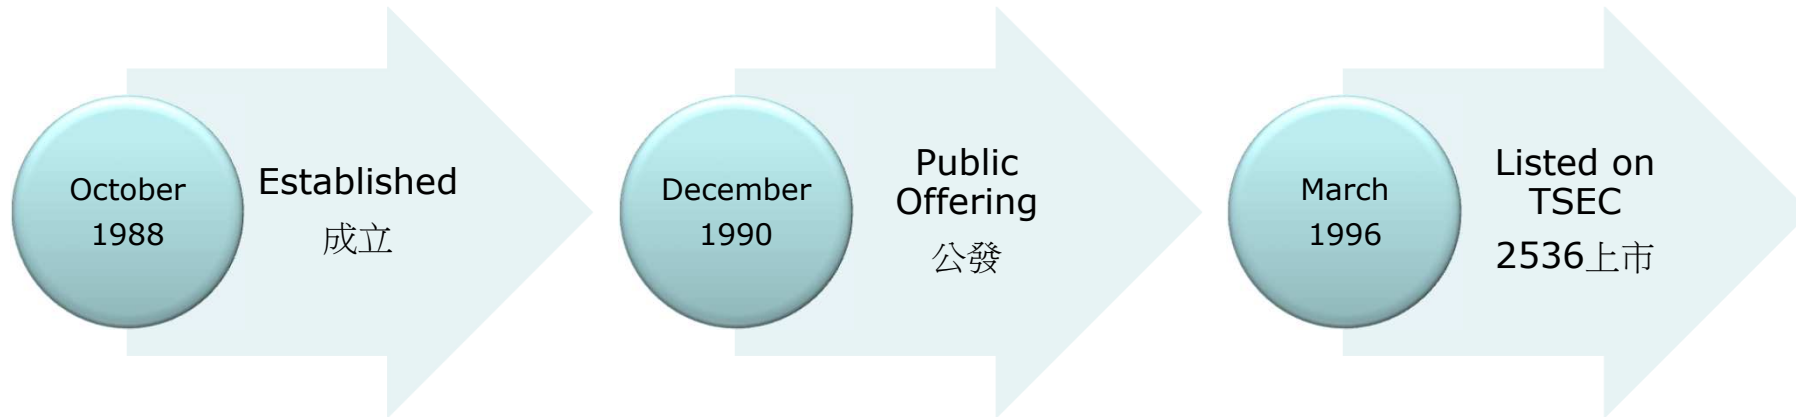 October
1988
Established
成立
December
1990
Public
Offering
公發
March
1996
Listed on
TSEC
2536上市